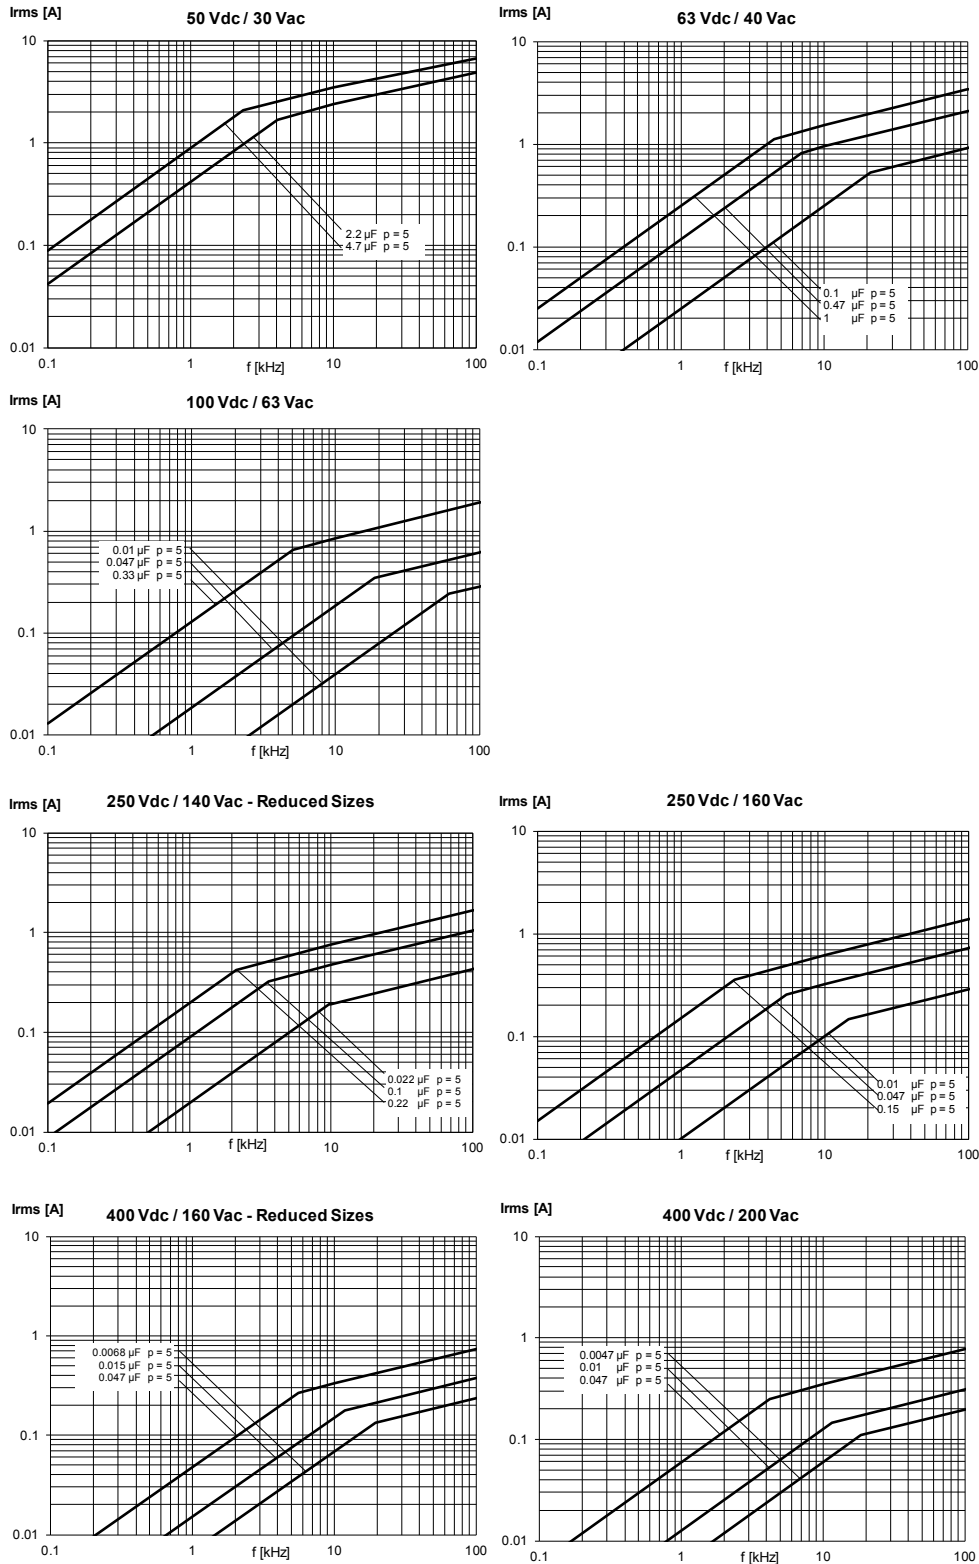 Irms [A]
50 Vdc / 30 Vac
10
1
0.1
0.01
2.2 µF p = 5
4.7 µF p = 5
0.1
1
f [kHz]
10
100
Irms [A]
63 Vdc / 40 Vac
10
1
0.1
0.01
0.1 µF p = 5
0.47 µF p = 5
1 µF p = 5
0.1
1
f [kHz]
10
100
Irms [A]
100 Vdc / 63 Vac
10
1
0.1
0.01
0.01 µF p = 5
0.047 µF p = 5
0.33 µF p = 5
0.1
1
f [kHz]
10
100
Irms [A]
250 Vdc / 140 Vac - Reduced Sizes
10
1
0.1
0.01
0.022 µF p = 5
0.1 µF p = 5
0.22 µF p = 5
0.1
1
f [kHz]
10
100
Irms [A]
250 Vdc / 160 Vac
10
1
0.1
0.01
0.01 µF p = 5
0.047 µF p = 5
0.15 µF p = 5
0.1
1
f [kHz]
10
100
Irms [A]
400 Vdc / 160 Vac - Reduced Sizes
10
1
0.1
0.01
0.0068 µF p = 5
0.015 µF p = 5
0.047 µF p = 5
0.1
1
f [kHz]
10
100
Irms [A]
400 Vdc / 200 Vac
10
1
0.1
0.01
0.0047 µF p = 5
0.01 µF p = 5
0.047 µF p = 5
0.1
1
f [kHz]
10
100